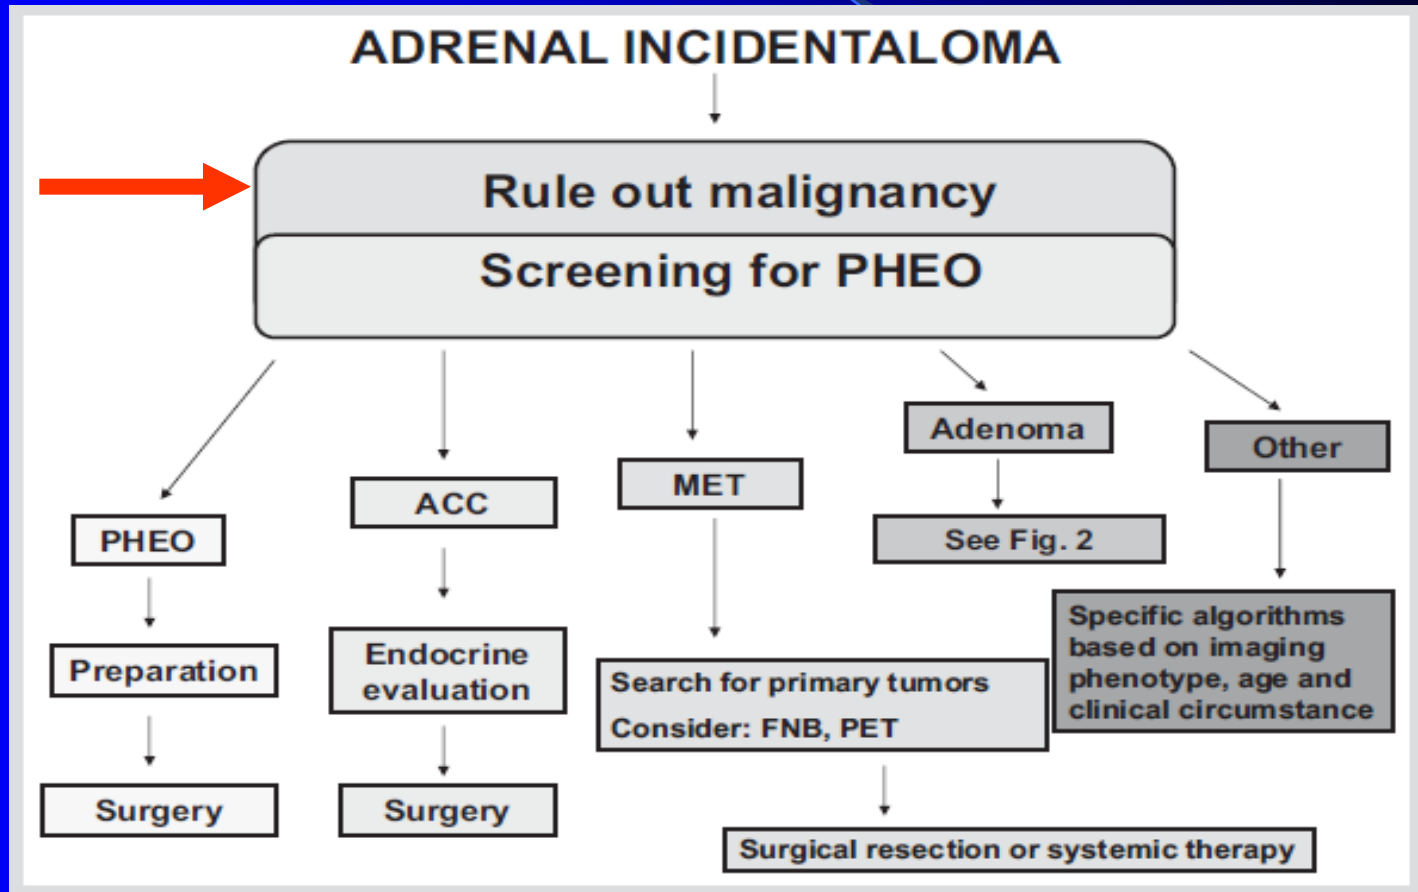 ADRENAL INCIDENTALOMA
Rule out malignancy
Screening for PHEO
PHEO
Preparation
Surgery
ACC
Endocrine
evaluation
Surgery
MET
Search for primary tumors
Consider: FNB, PET
Surgical resection or systemic therapy
Adenoma
See Fig. 2
Other
Specific algorithms
based on imaging
phenotype, age and
clinical circumstance